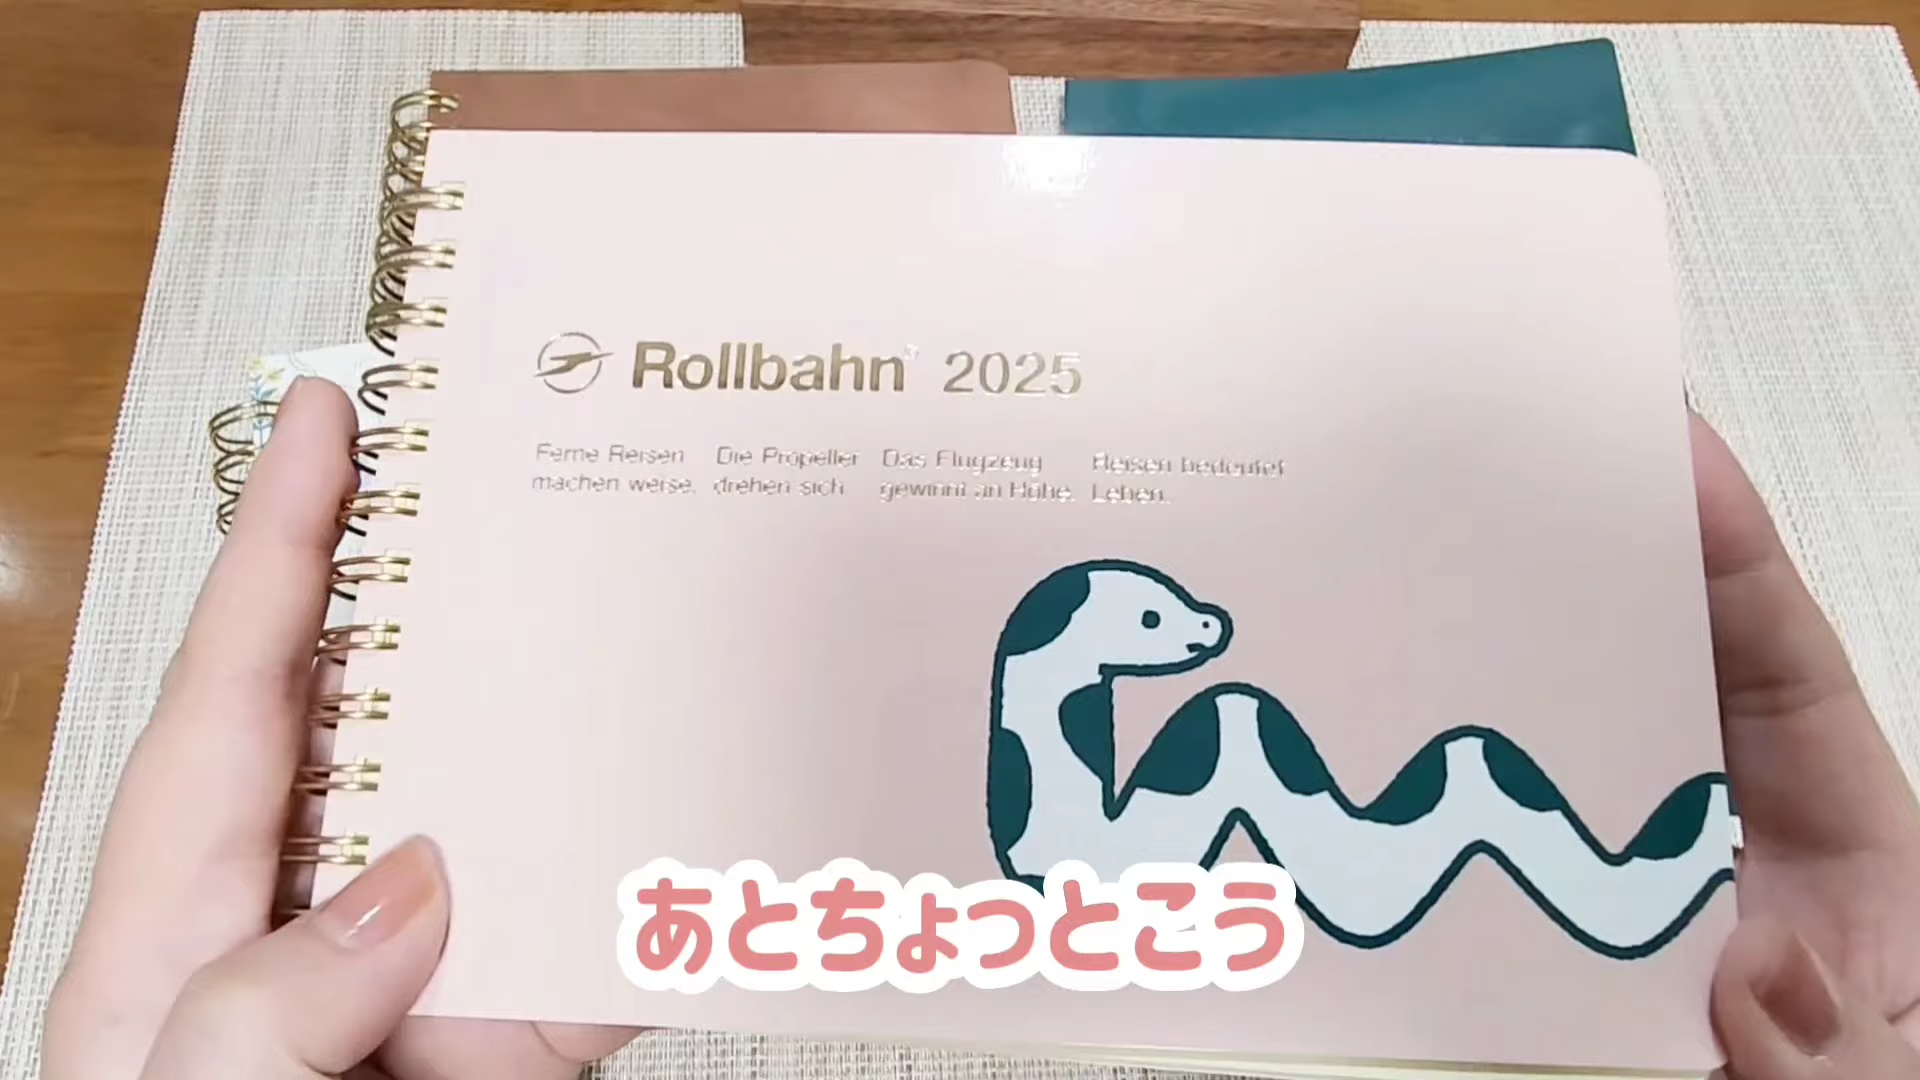 Rollbahn® 2025
Ferne Reisen machen weise.
Die Propeller drehen sich
Das Flugzeug gewinnt an Höhe.
Reisen bedeutet Leben.
あとちょっとこう